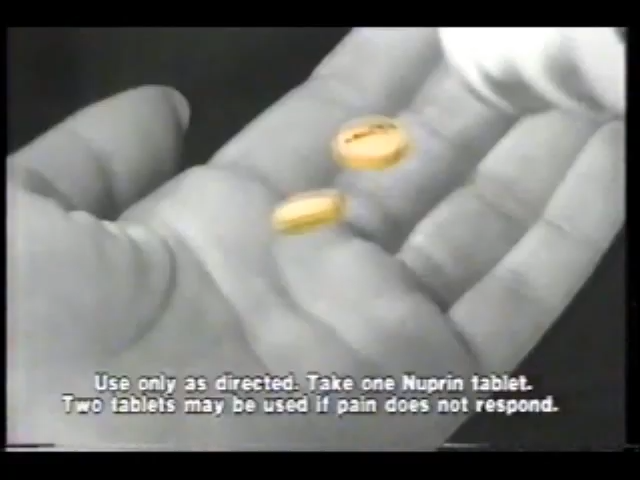 Use only as directed. Take one Nuprin tablet.
Two tablets may be used if pain does not respond.